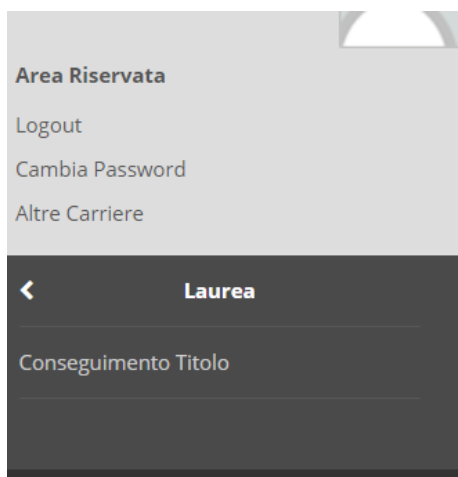 Area Riservata
Logout
Cambia Password
Altre Carriere
Laurea
Conseguimento Titolo